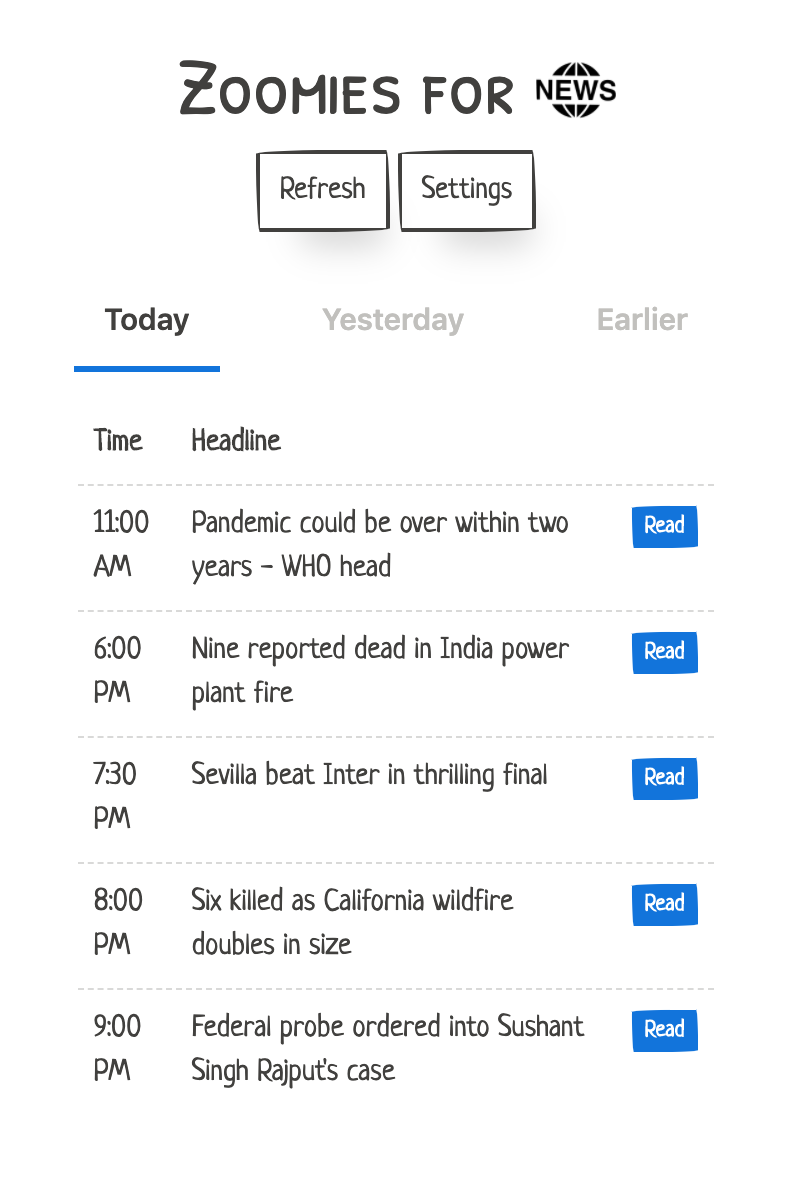 Zoomies for NEWS
Refresh Settings
Today Yesterday Earlier
Time Headline
11:00 Pandemic could be over within two Read
AM years - WHO head
6:00 Nine reported dead in India power Read
PM plant fire
7:30 Sevilla beat Inter in thrilling final Read
PM
8:00 Six killed as California wildfire Read
PM doubles in size
9:00 Federal probe ordered into Sushant Read
PM Singh Rajput's case